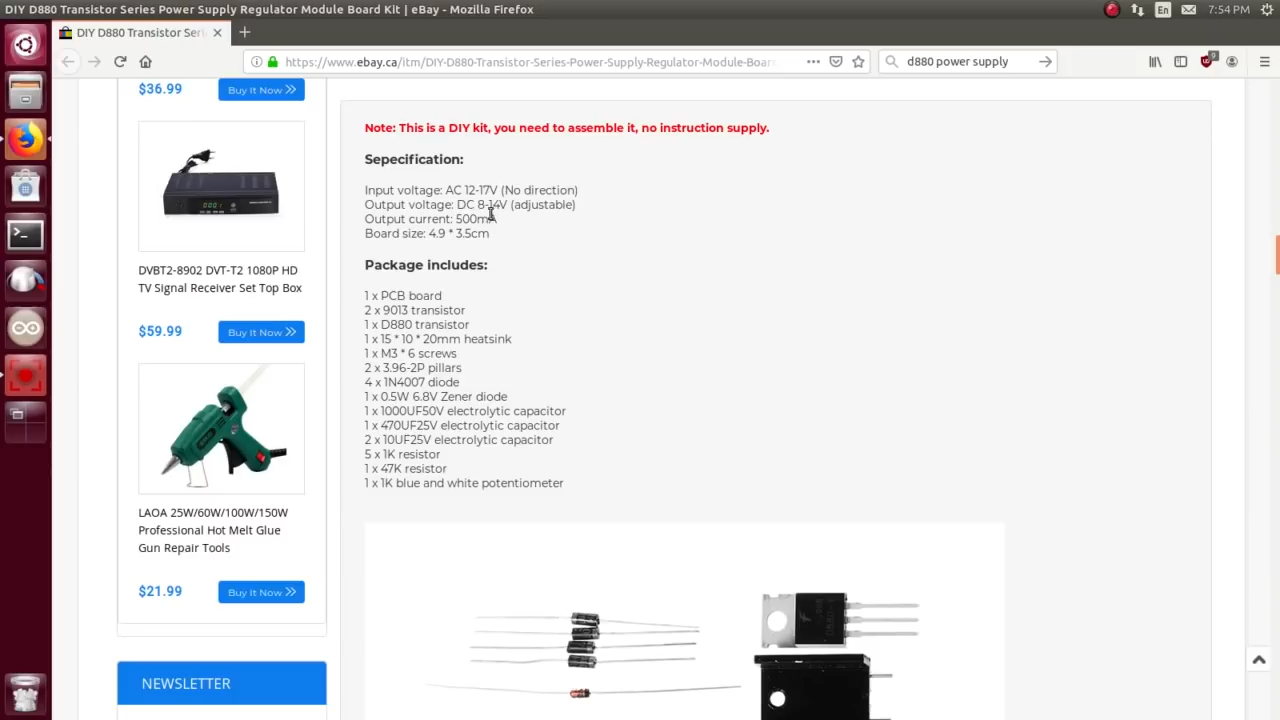 DIY D880 Transistor Series Power Supply Regulator Module Board Kit | eBay - Mozilla Firefox
En
7:54 PM
DIY D880 Transistor Seri
https://www.ebay.ca/itm/DIY-D880-Transistor-Series-Power-Supply-Regulator-Module-Board-
d880 power supply
$36.99
Buy It Now
DVBT2-8902 DVT-T2 1080P HD
TV Signal Receiver Set Top Box
$59.99
Buy It Now
LAOA 25W/60W/100W/150W
Professional Hot Melt Glue
Gun Repair Tools
$21.99
Buy It Now
NEWSLETTER
Note: This is a DIY kit, you need to assemble it, no instruction supply.
Sepecification:
Input voltage: AC 12-17V (No direction)
Output voltage: DC 8-14V (adjustable)
Output current: 500mA
Board size: 4.9 * 3.5cm
Package includes:
1 x PCB board
2 x 9013 transistor
1 x D880 transistor
1 x 15 * 10 * 20mm heatsink
1 x M3 * 6 screws
2 x 3.96-2P pillars
4 x 1N4007 diode
1 x 0.5W 6.8V Zener diode
1 x 1000UF50V electrolytic capacitor
1 x 470UF25V electrolytic capacitor
2 x 10UF25V electrolytic capacitor
5 x 1K resistor
1 x 47K resistor
1 x 1K blue and white potentiometer